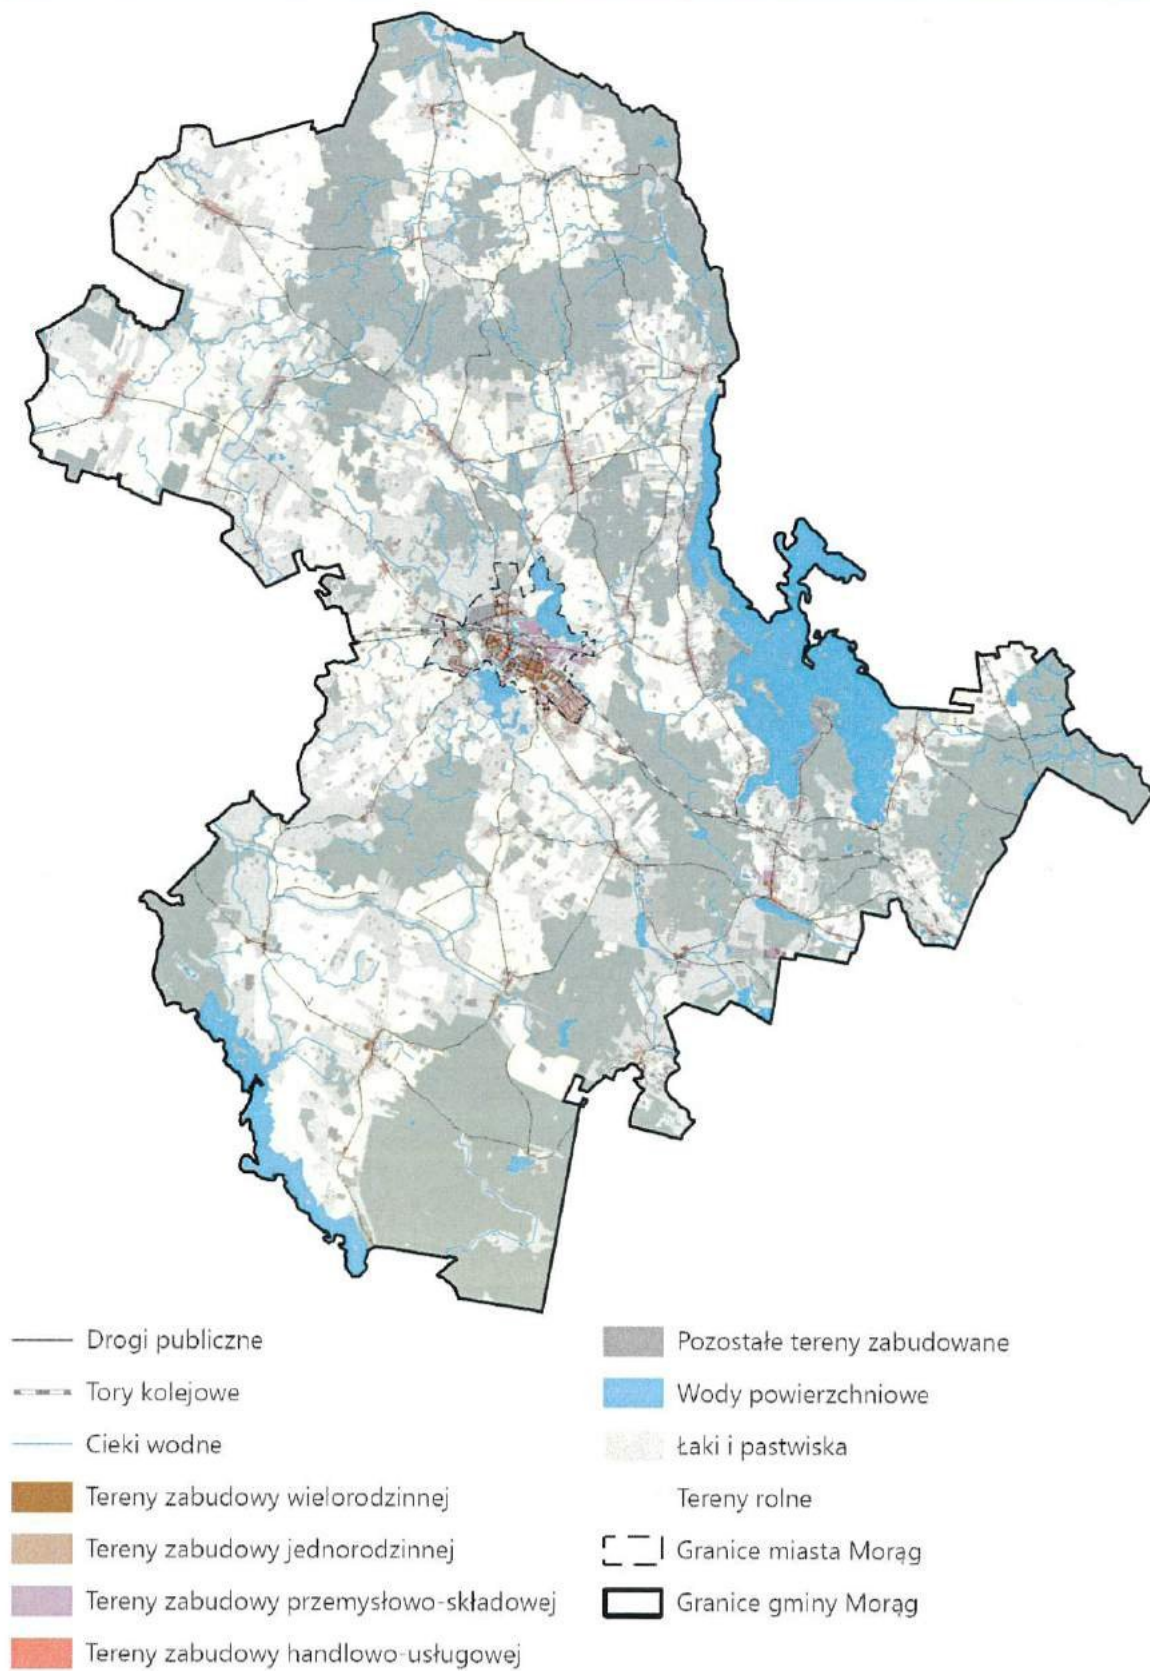 Drogi publiczne
Tory kolejowe
Cieki wodne
Tereny zabudowy wielorodzinnej
Tereny zabudowy jednorodzinnej
Tereny zabudowy przemysłowo-składowej
Tereny zabudowy handlowo-usługowej
Pozostałe tereny zabudowane
Wody powierzchniowe
Łaki i pastwiska
Tereny rolne
Granice miasta Morąg
Granice gminy Morąg